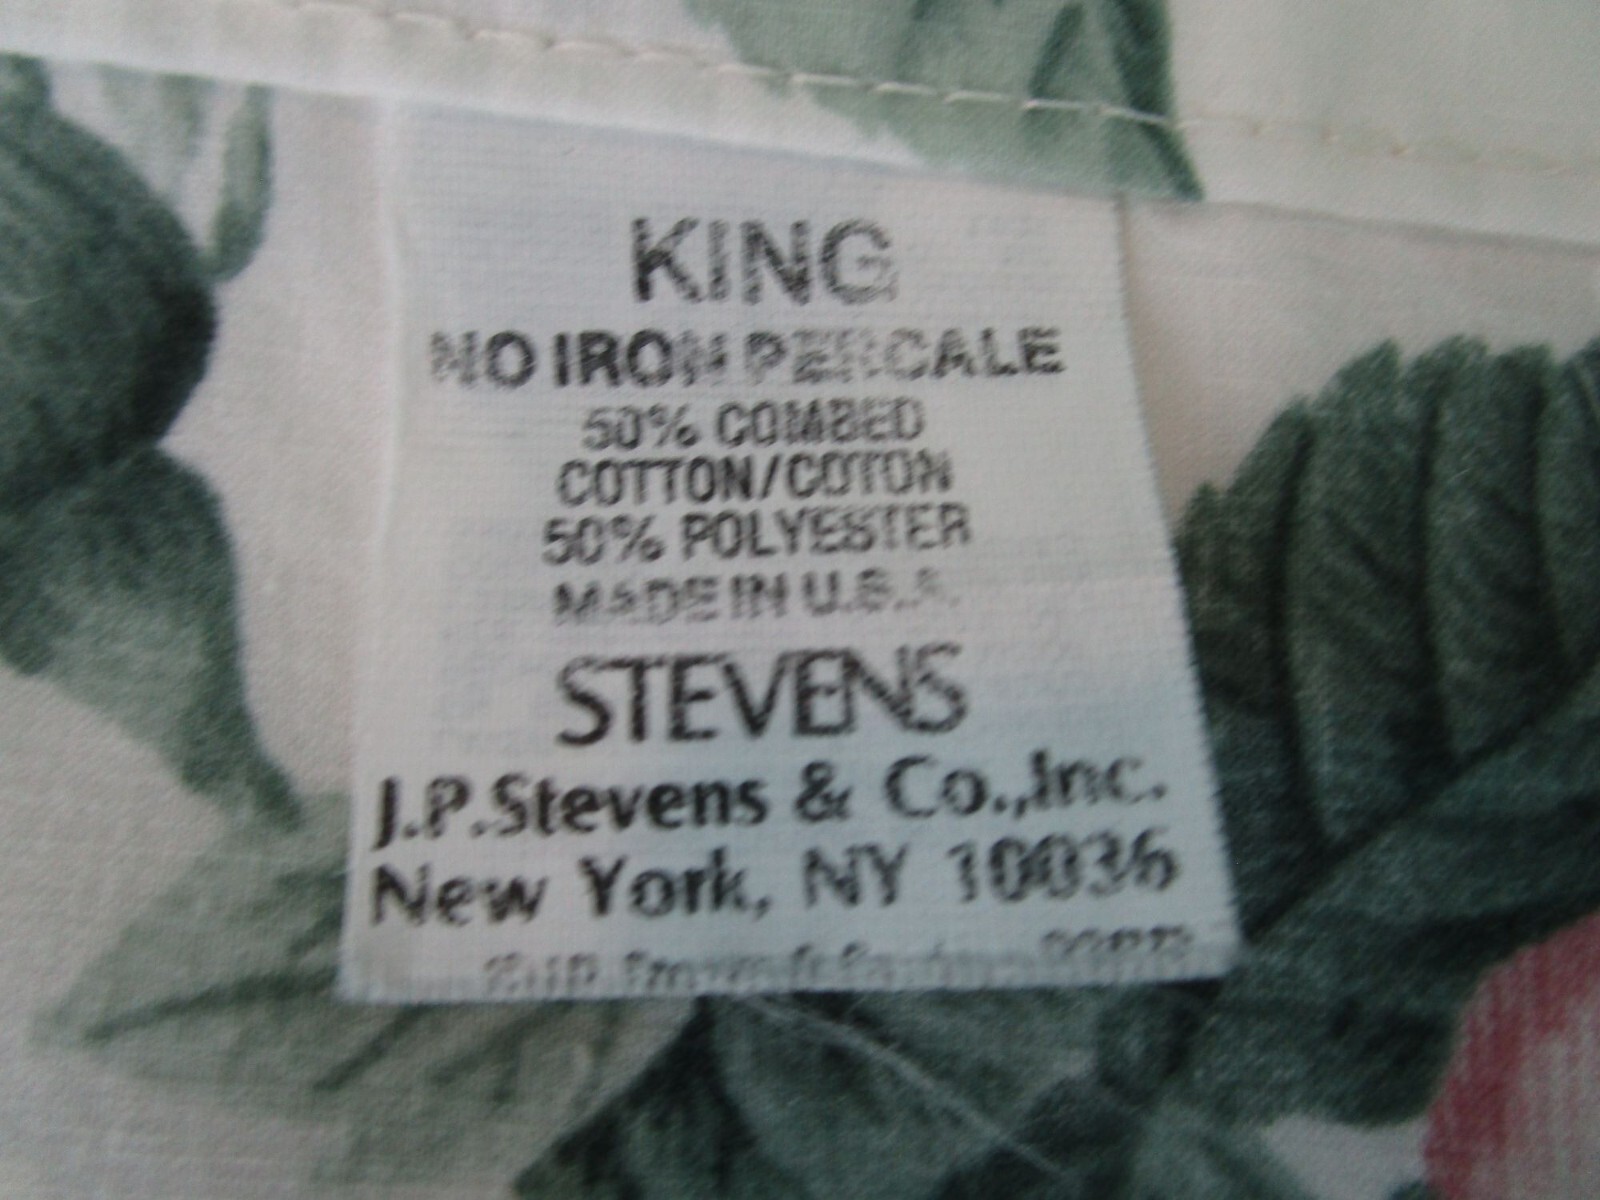 KING
NO IRON PERCALE
50% COMBED
COTTON/COTON
50% POLYESTER
MADE IN U.S.A.
STEVENS
J.P.Stevens & Co.,Inc.
New York, NY 10036